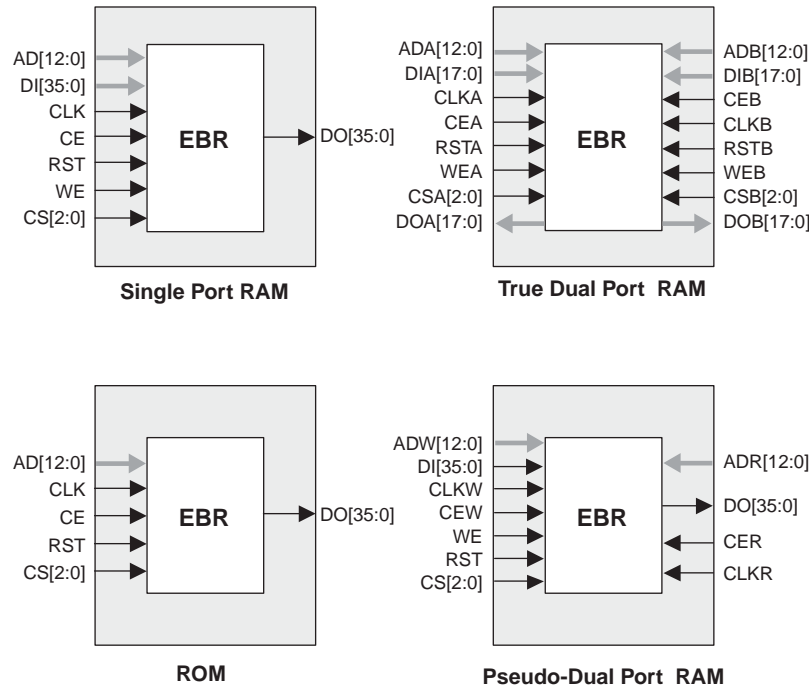 AD[12:0]
DI[35:0]
CLK
CE
RST
WE
CS[2:0]
EBR
DO[35:0]
Single Port RAM
ADA[12:0]
DIA[17:0]
CLKA
CEA
RSTA
WEA
CSA[2:0]
DOA[17:0]
EBR
ADB[12:0]
DIB[17:0]
CEB
CLKB
RSTB
WEB
CSB[2:0]
DOB[17:0]
True Dual Port RAM
AD[12:0]
CLK
CE
RST
CS[2:0]
EBR
DO[35:0]
ROM
ADW[12:0]
DI[35:0]
CLKW
CEW
WE
RST
CS[2:0]
EBR
ADR[12:0]
DO[35:0]
CER
CLKR
Pseudo-Dual Port RAM